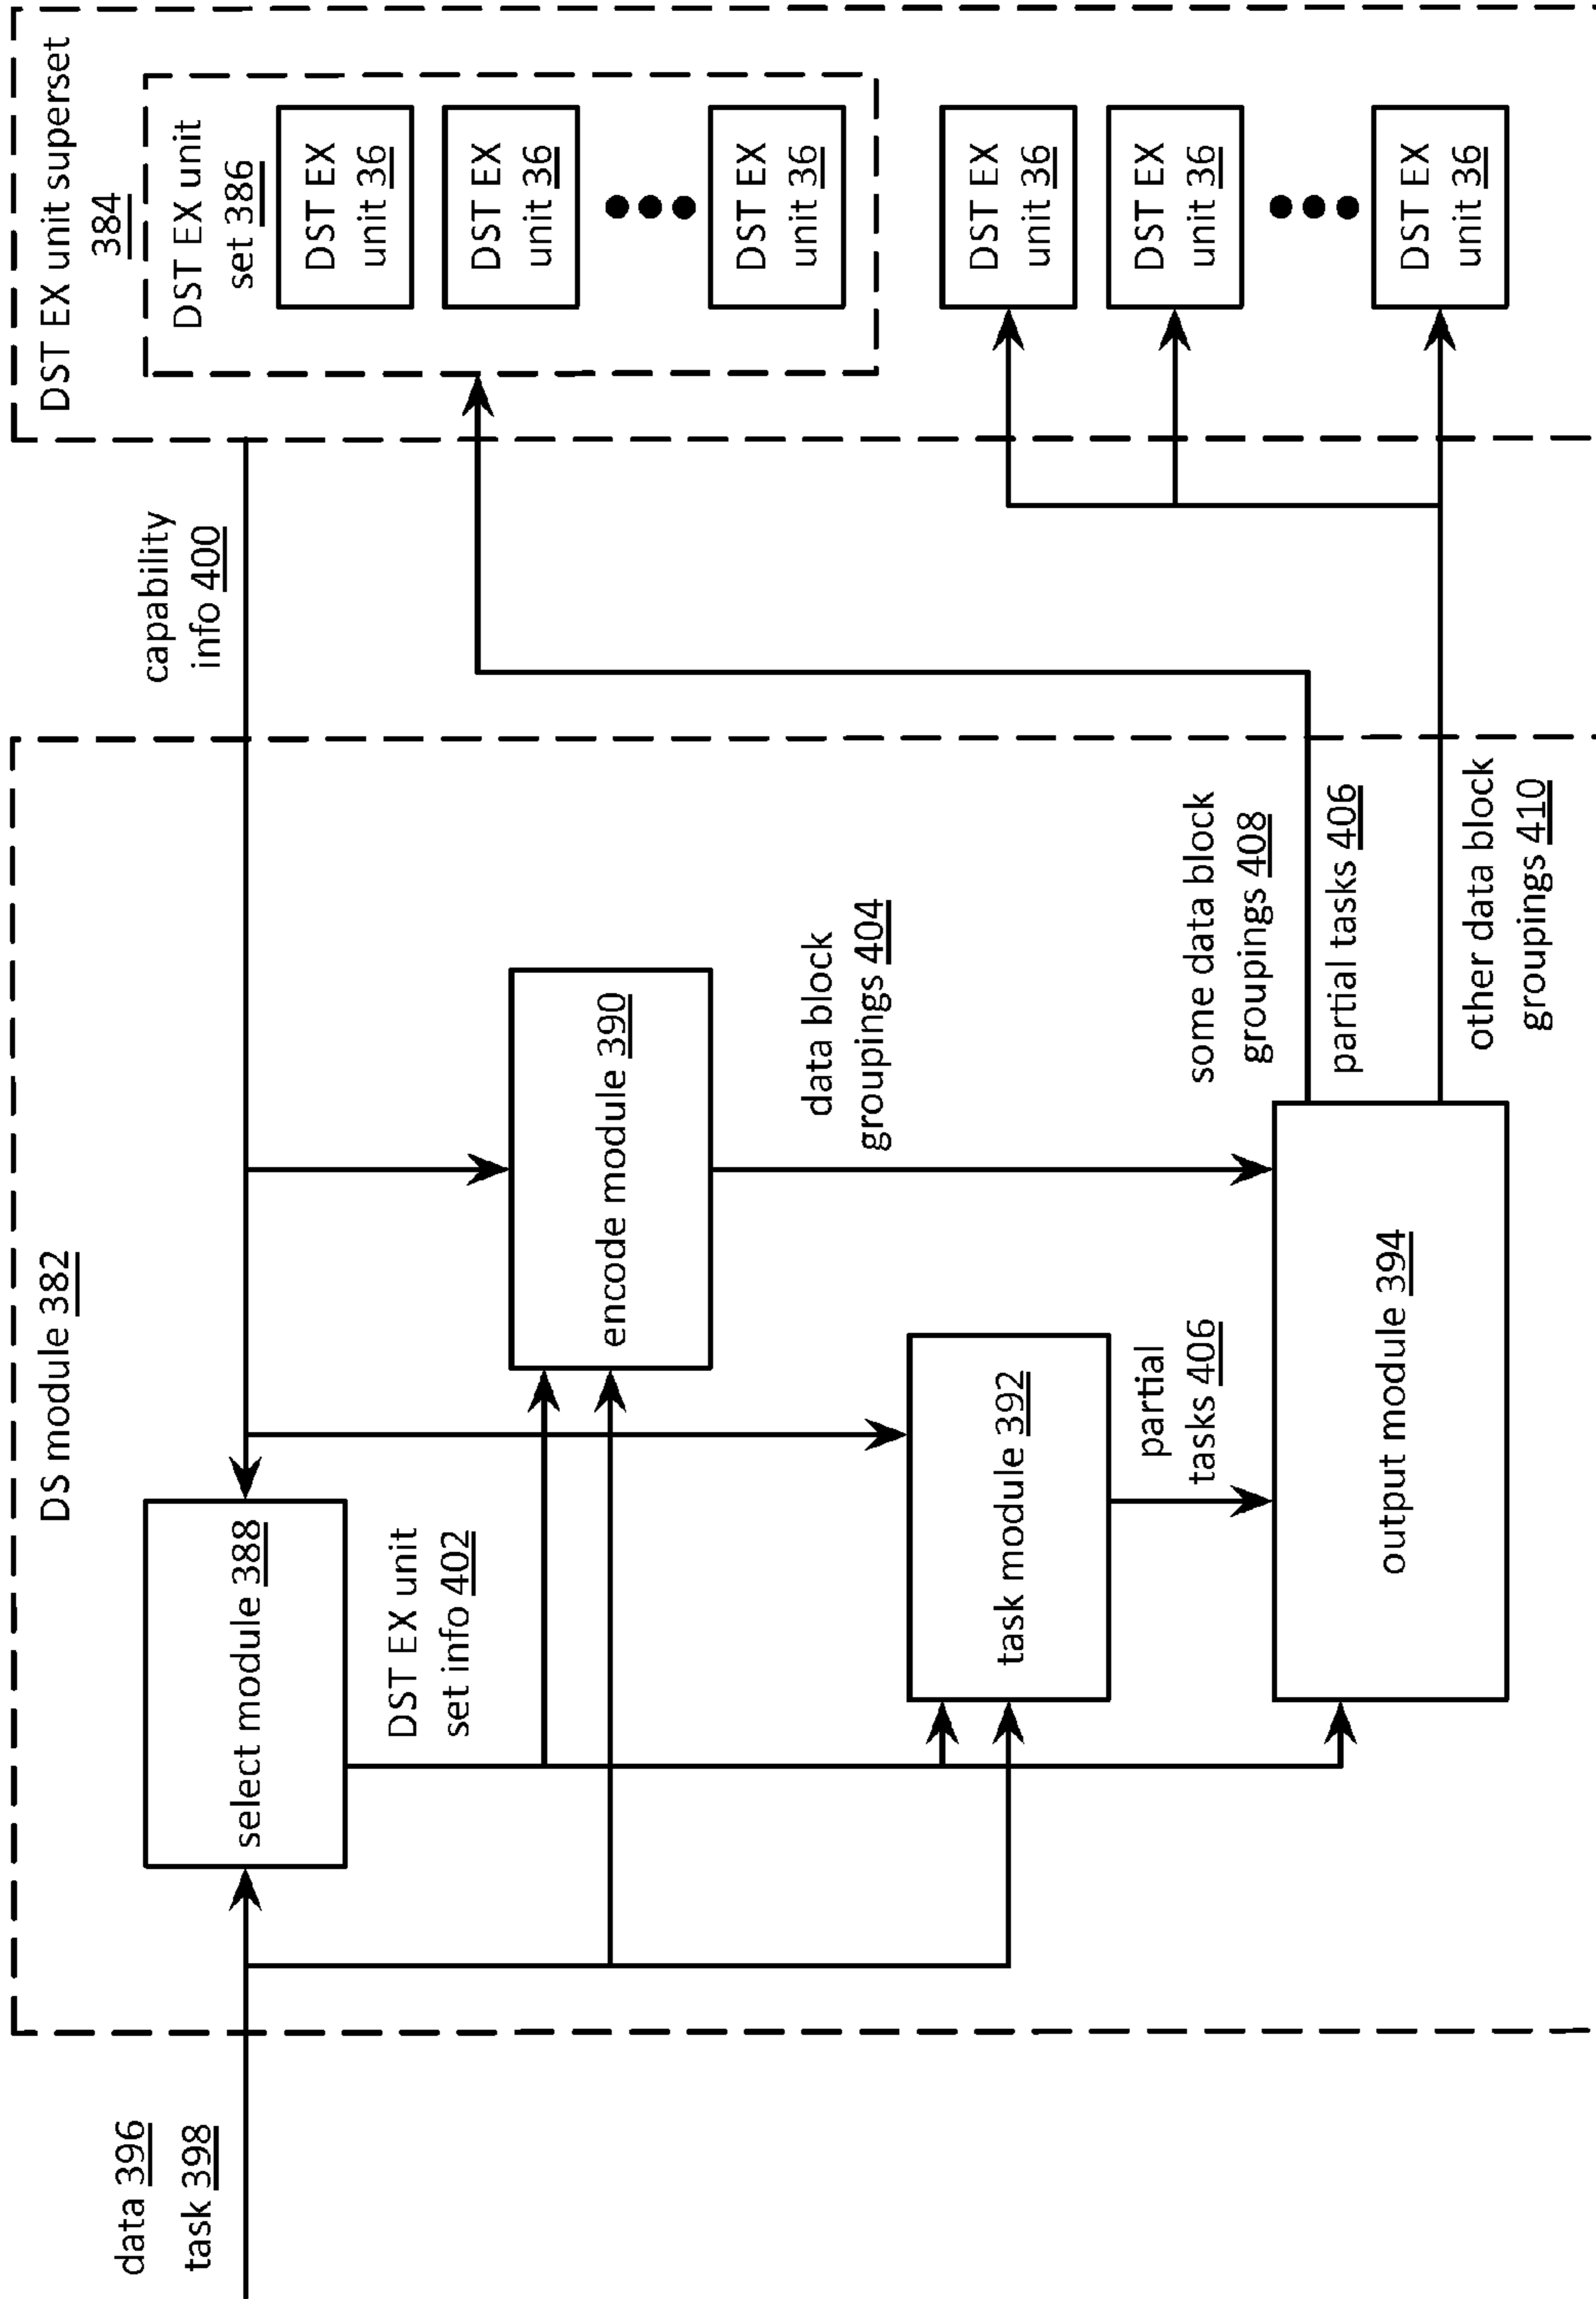 DS module 382
data 396
task 398
select module 388
DST EX unit
set info 402
encode module 390
data block
groupings 404
task module 392
partial
tasks 406
output module 394
some data block
groupings 408
partial tasks 406
other data block
groupings 410
capability
info 400
DST EX unit superset
384
DST EX unit
set 386
DST EX
unit 36
DST EX
unit 36
DST EX
unit 36
DST EX
unit 36
DST EX
unit 36
DST EX
unit 36